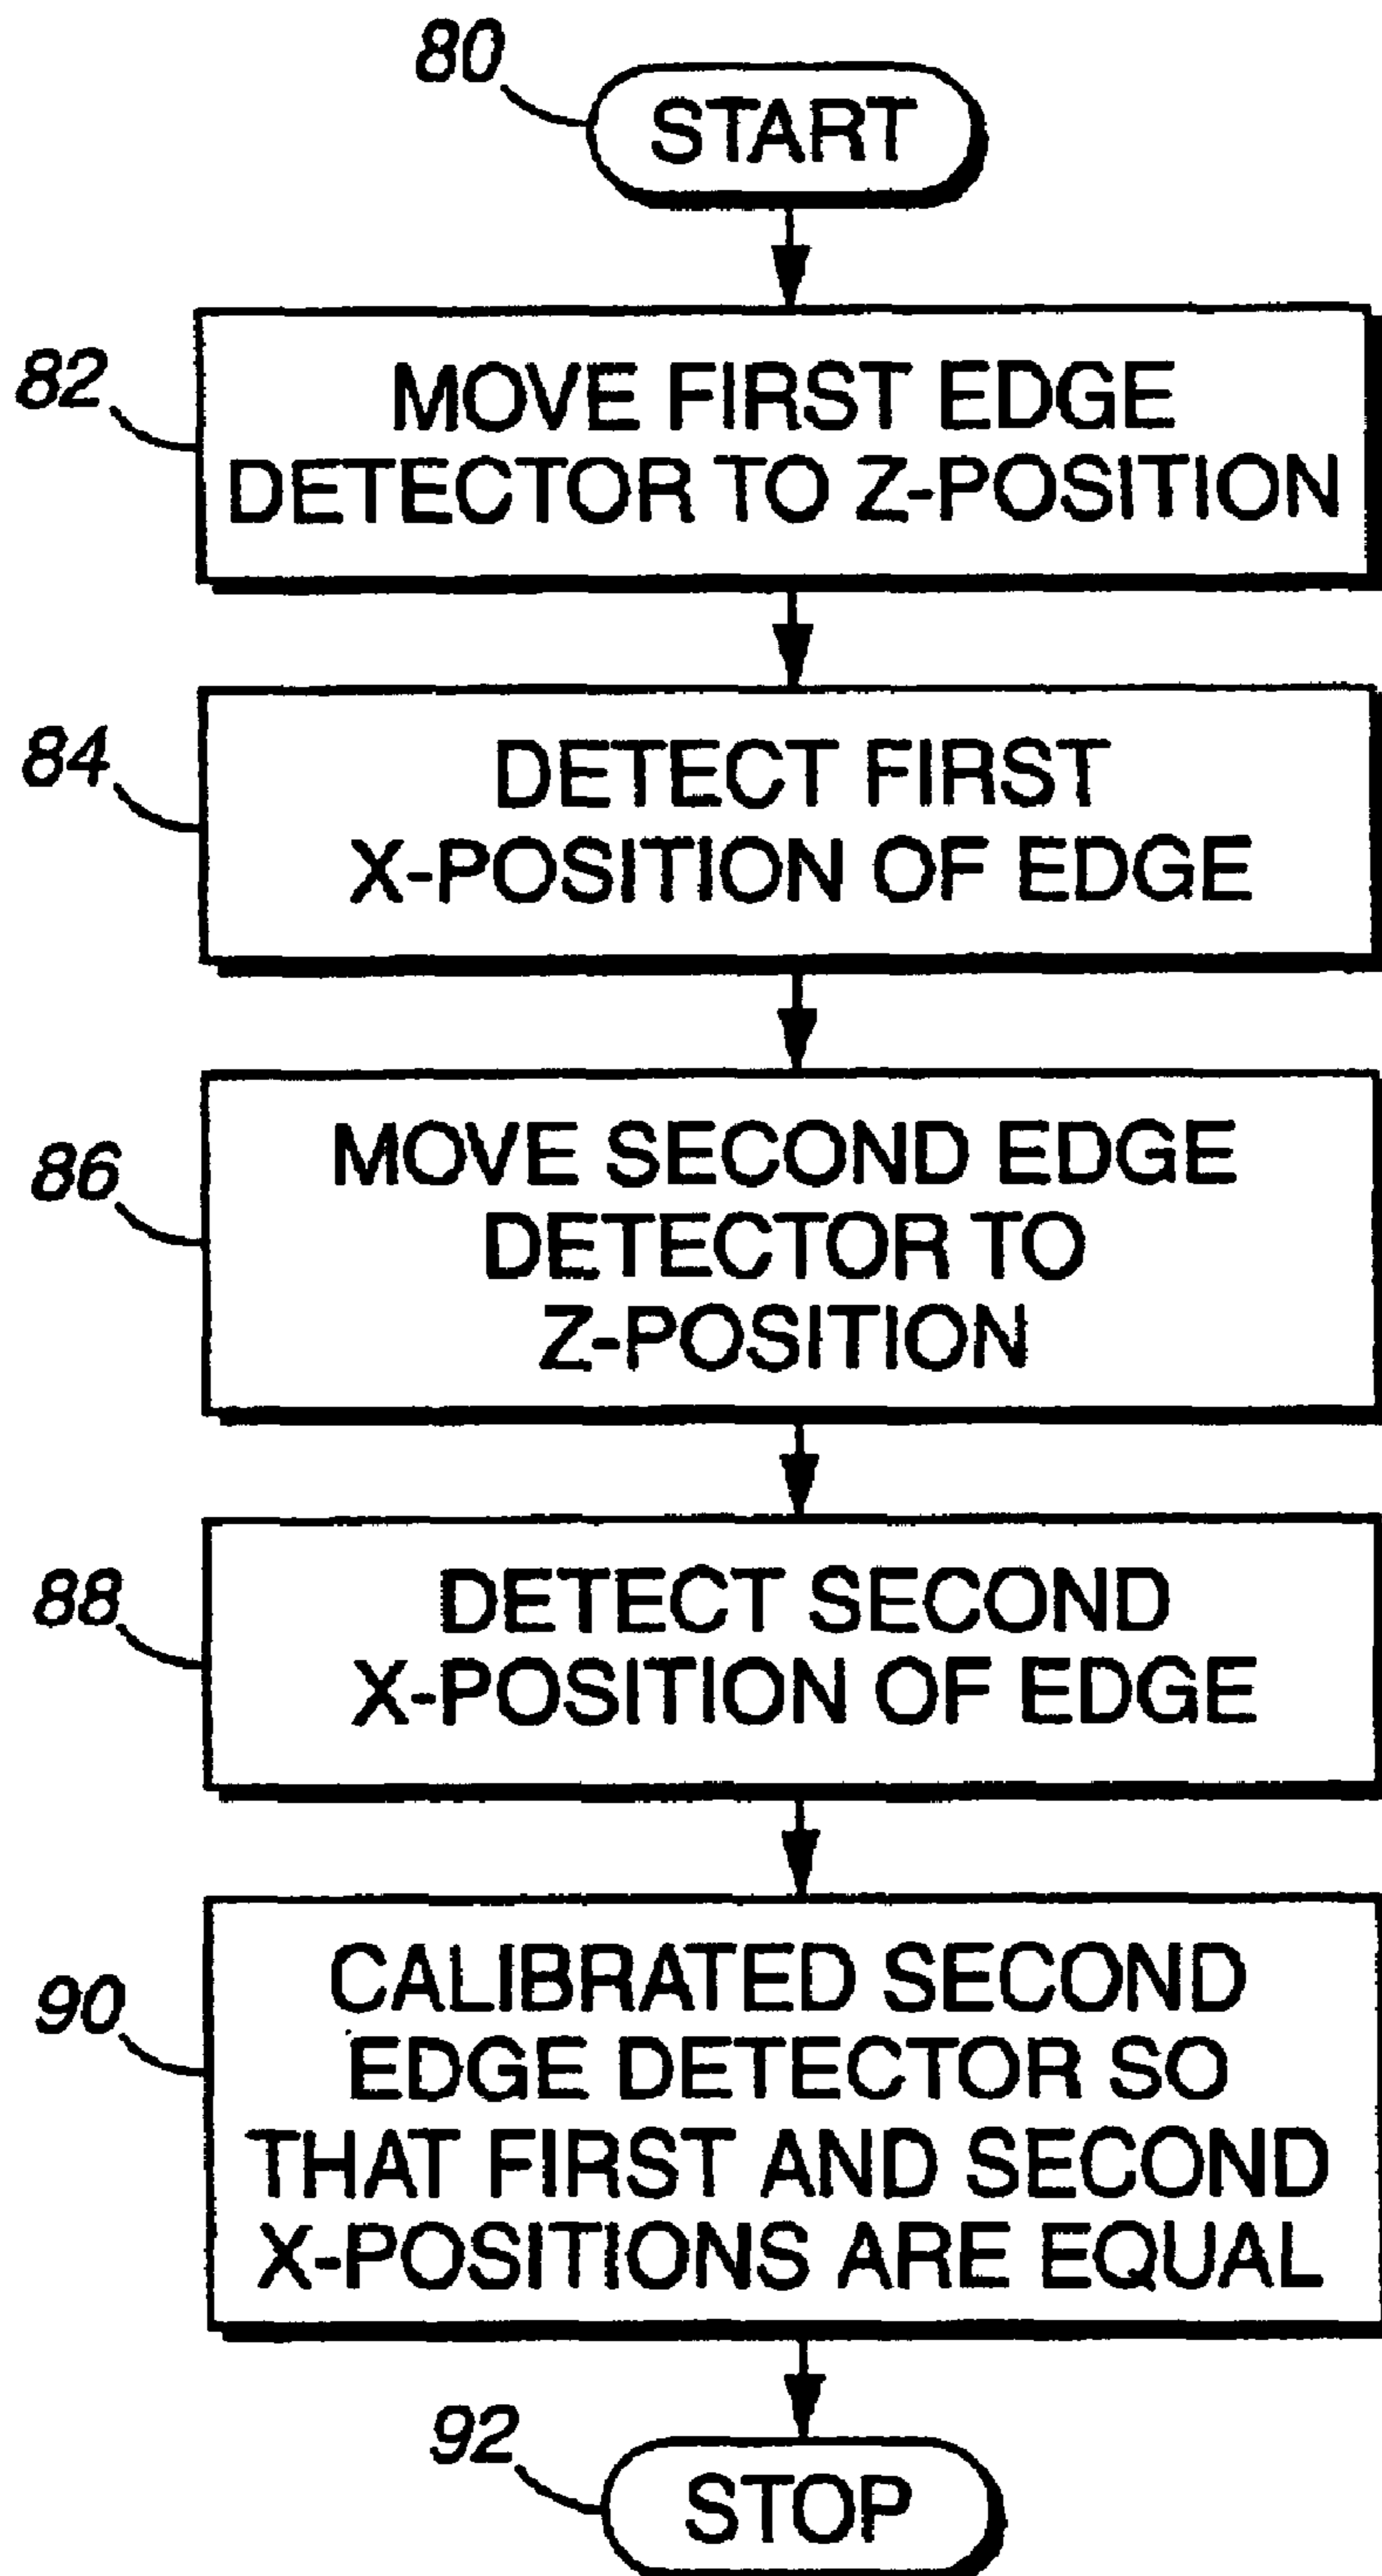 80
START
82
MOVE FIRST EDGE
DETECTOR TO Z-POSITION
84
DETECT FIRST
X-POSITION OF EDGE
86
MOVE SECOND EDGE
DETECTOR TO
Z-POSITION
88
DETECT SECOND
X-POSITION OF EDGE
90
CALIBRATED SECOND
EDGE DETECTOR SO
THAT FIRST AND SECOND
X-POSITIONS ARE EQUAL
92
STOP